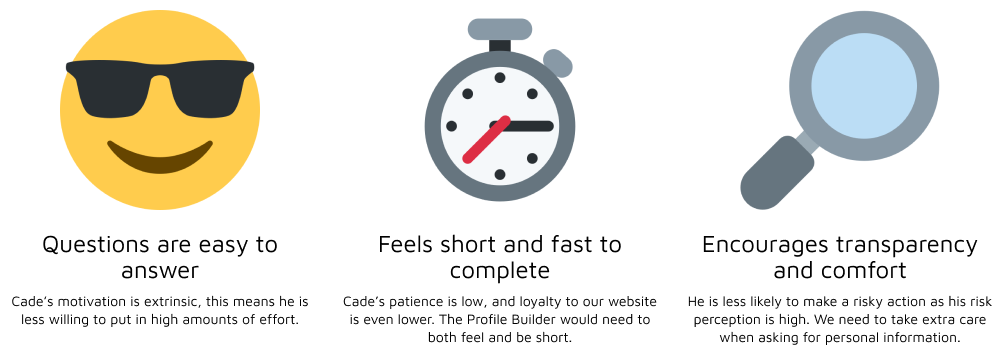 Questions are easy to
answer
Cade’s motivation is extrinsic, this means he is
less willing to put in high amounts of effort.
Feels short and fast to
complete
Cade’s patience is low, and loyalty to our website
is even lower. The Profile Builder would need to
both feel and be short.
Encourages transparency
and comfort
He is less likely to make a risky action as his risk
perception is high. We need to take extra care
when asking for personal information.